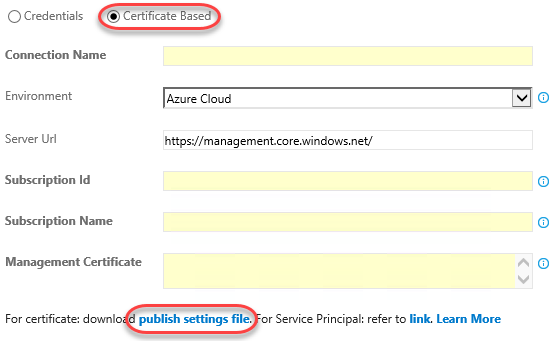 Credentials Certificate Based
Connection Name
Environment Azure Cloud
Server Url https://management.core.windows.net/
Subscription Id
Subscription Name
Management Certificate
For certificate: download publish settings file. For Service Principal: refer to link. Learn More